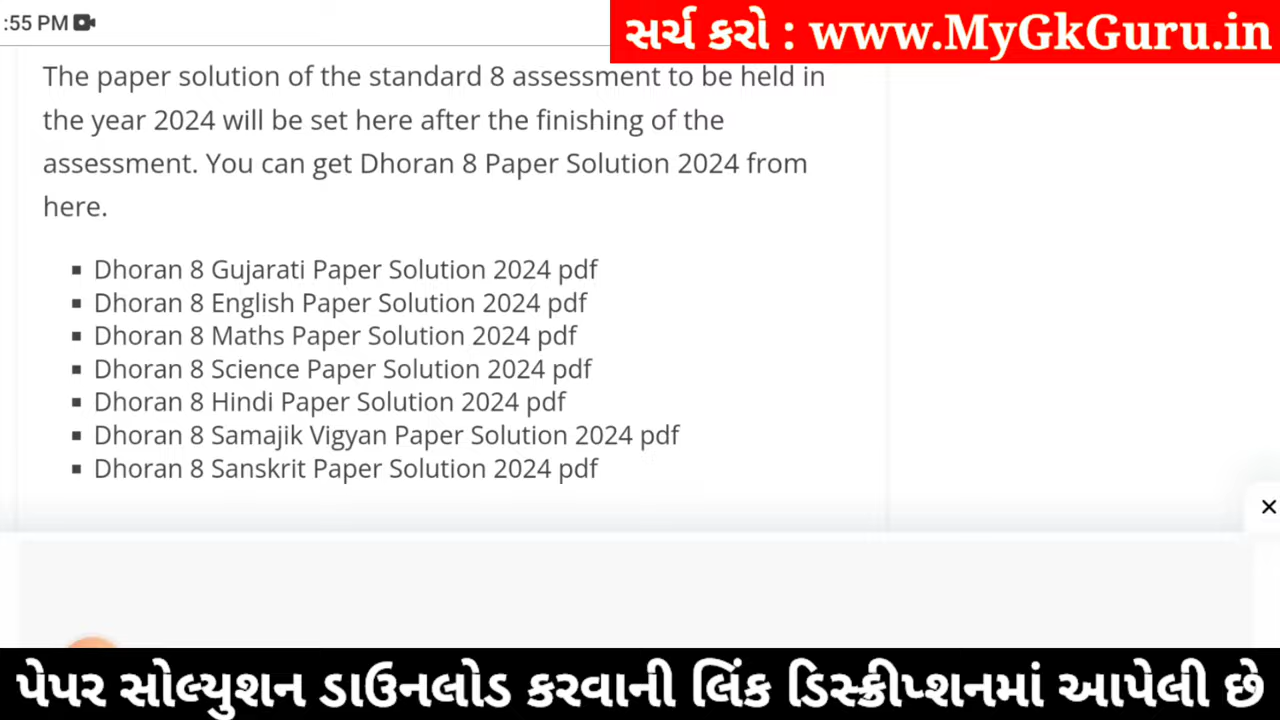 :55 PM
સર્ચ કરો : www.MyGkGuru.in
The paper solution of the standard 8 assessment to be held in
the year 2024 will be set here after the finishing of the
assessment. You can get Dhoran 8 Paper Solution 2024 from
here.
▪ Dhoran 8 Gujarati Paper Solution 2024 pdf
▪ Dhoran 8 English Paper Solution 2024 pdf
▪ Dhoran 8 Maths Paper Solution 2024 pdf
▪ Dhoran 8 Science Paper Solution 2024 pdf
▪ Dhoran 8 Hindi Paper Solution 2024 pdf
▪ Dhoran 8 Samajik Vigyan Paper Solution 2024 pdf
▪ Dhoran 8 Sanskrit Paper Solution 2024 pdf
પેપર સોલ્યુશન ડાઉનલોડ કરવાની લિંક ડિસ્ક્રીપ્શનમાં આપેલી છે